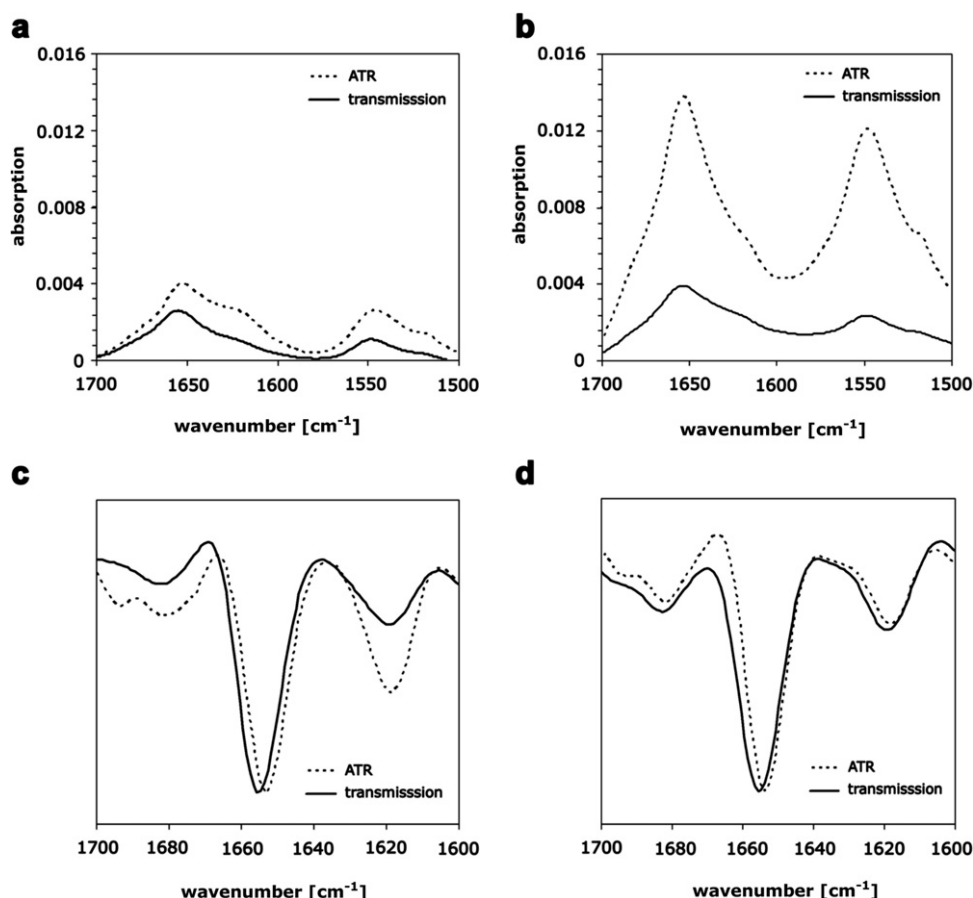 a
0.016
0.012
0.008
0.004
0
absorption
ATR
transmisssion
1700 1650 1600 1550 1500
wavenumber [cm-1]
b
0.016
0.012
0.008
0.004
0
absorption
ATR
transmisssion
1700 1650 1600 1550 1500
wavenumber [cm-1]
c
ATR
transmisssion
1700 1680 1660 1640 1620 1600
wavenumber [cm-1]
d
ATR
transmisssion
1700 1680 1660 1640 1620 1600
wavenumber [cm-1]